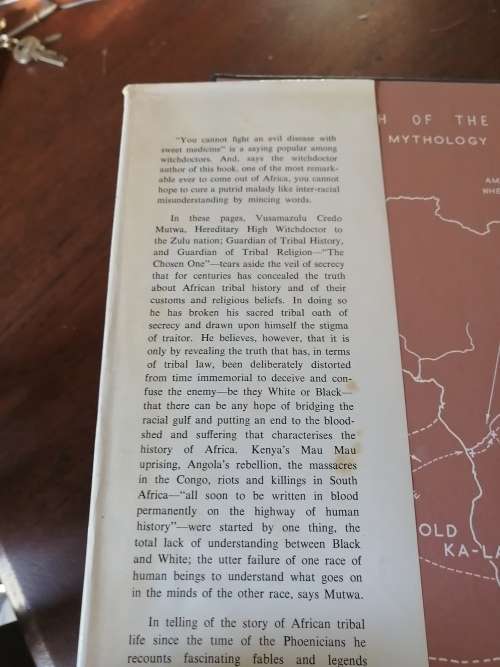 "You cannot fight an evil disease with
sweet medicine" is a saying popular among
witchdoctors. And, says the witchdoctor
author of this book, one of the most remark-
able ever to come out of Africa, you cannot
hope to cure a putrid malady like inter-racial
misunderstanding by mincing words.
In these pages, Vusamazulu Credo
Mutwa, Hereditary High Witchdoctor to
the Zulu nation; Guardian of Tribal History,
and Guardian of Tribal Religion—"The
Chosen One"—tears aside the veil of secrecy
that for centuries has concealed the truth
about African tribal history and of their
customs and religious beliefs. In doing so
he has broken his sacred tribal oath of
secrecy and drawn upon himself the stigma
of traitor. He believes, however, that it is
only by revealing the truth that has, in terms
of tribal law, been deliberately distorted
from time immemorial to deceive and con-
fuse the enemy—be they White or Black—
that there can be any hope of bridging the
racial gulf and putting an end to the blood-
shed and suffering that characterises the
history of Africa. Kenya's Mau Mau
uprising, Angola's rebellion, the massacres
in the Congo, riots and killings in South
Africa—"all soon to be written in blood
permanently on the highway of human
history"—were started by one thing, the
total lack of understanding between Black
and White; the utter failure of one race of
human beings to understand what goes on
in the minds of the other race, says Mutwa.
In telling of the story of African tribal
life since the time of the Phoenicians he
recounts fascinating fables and legends
H OF THE
MYTHOLOGY
AM
WHE
OLD
KA-LA